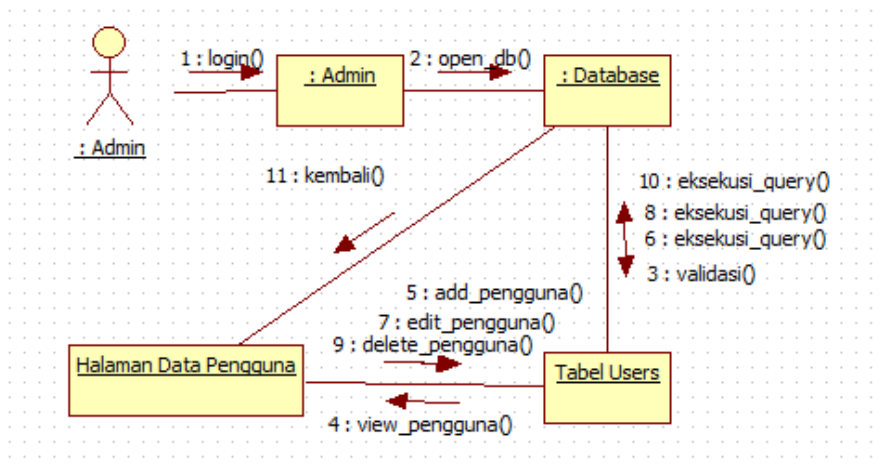 1 : login()
2 : open_db()
: Admin
: Database
: Admin
11 : kembali()
10 : eksekusi_query()
8 : eksekusi_query()
6 : eksekusi_query()
3 : validasi()
5 : add_pengguna()
7 : edit_pengguna()
9 : delete_pengguna()
Halaman Data Pengguna
Tabel Users
4 : view_pengguna()